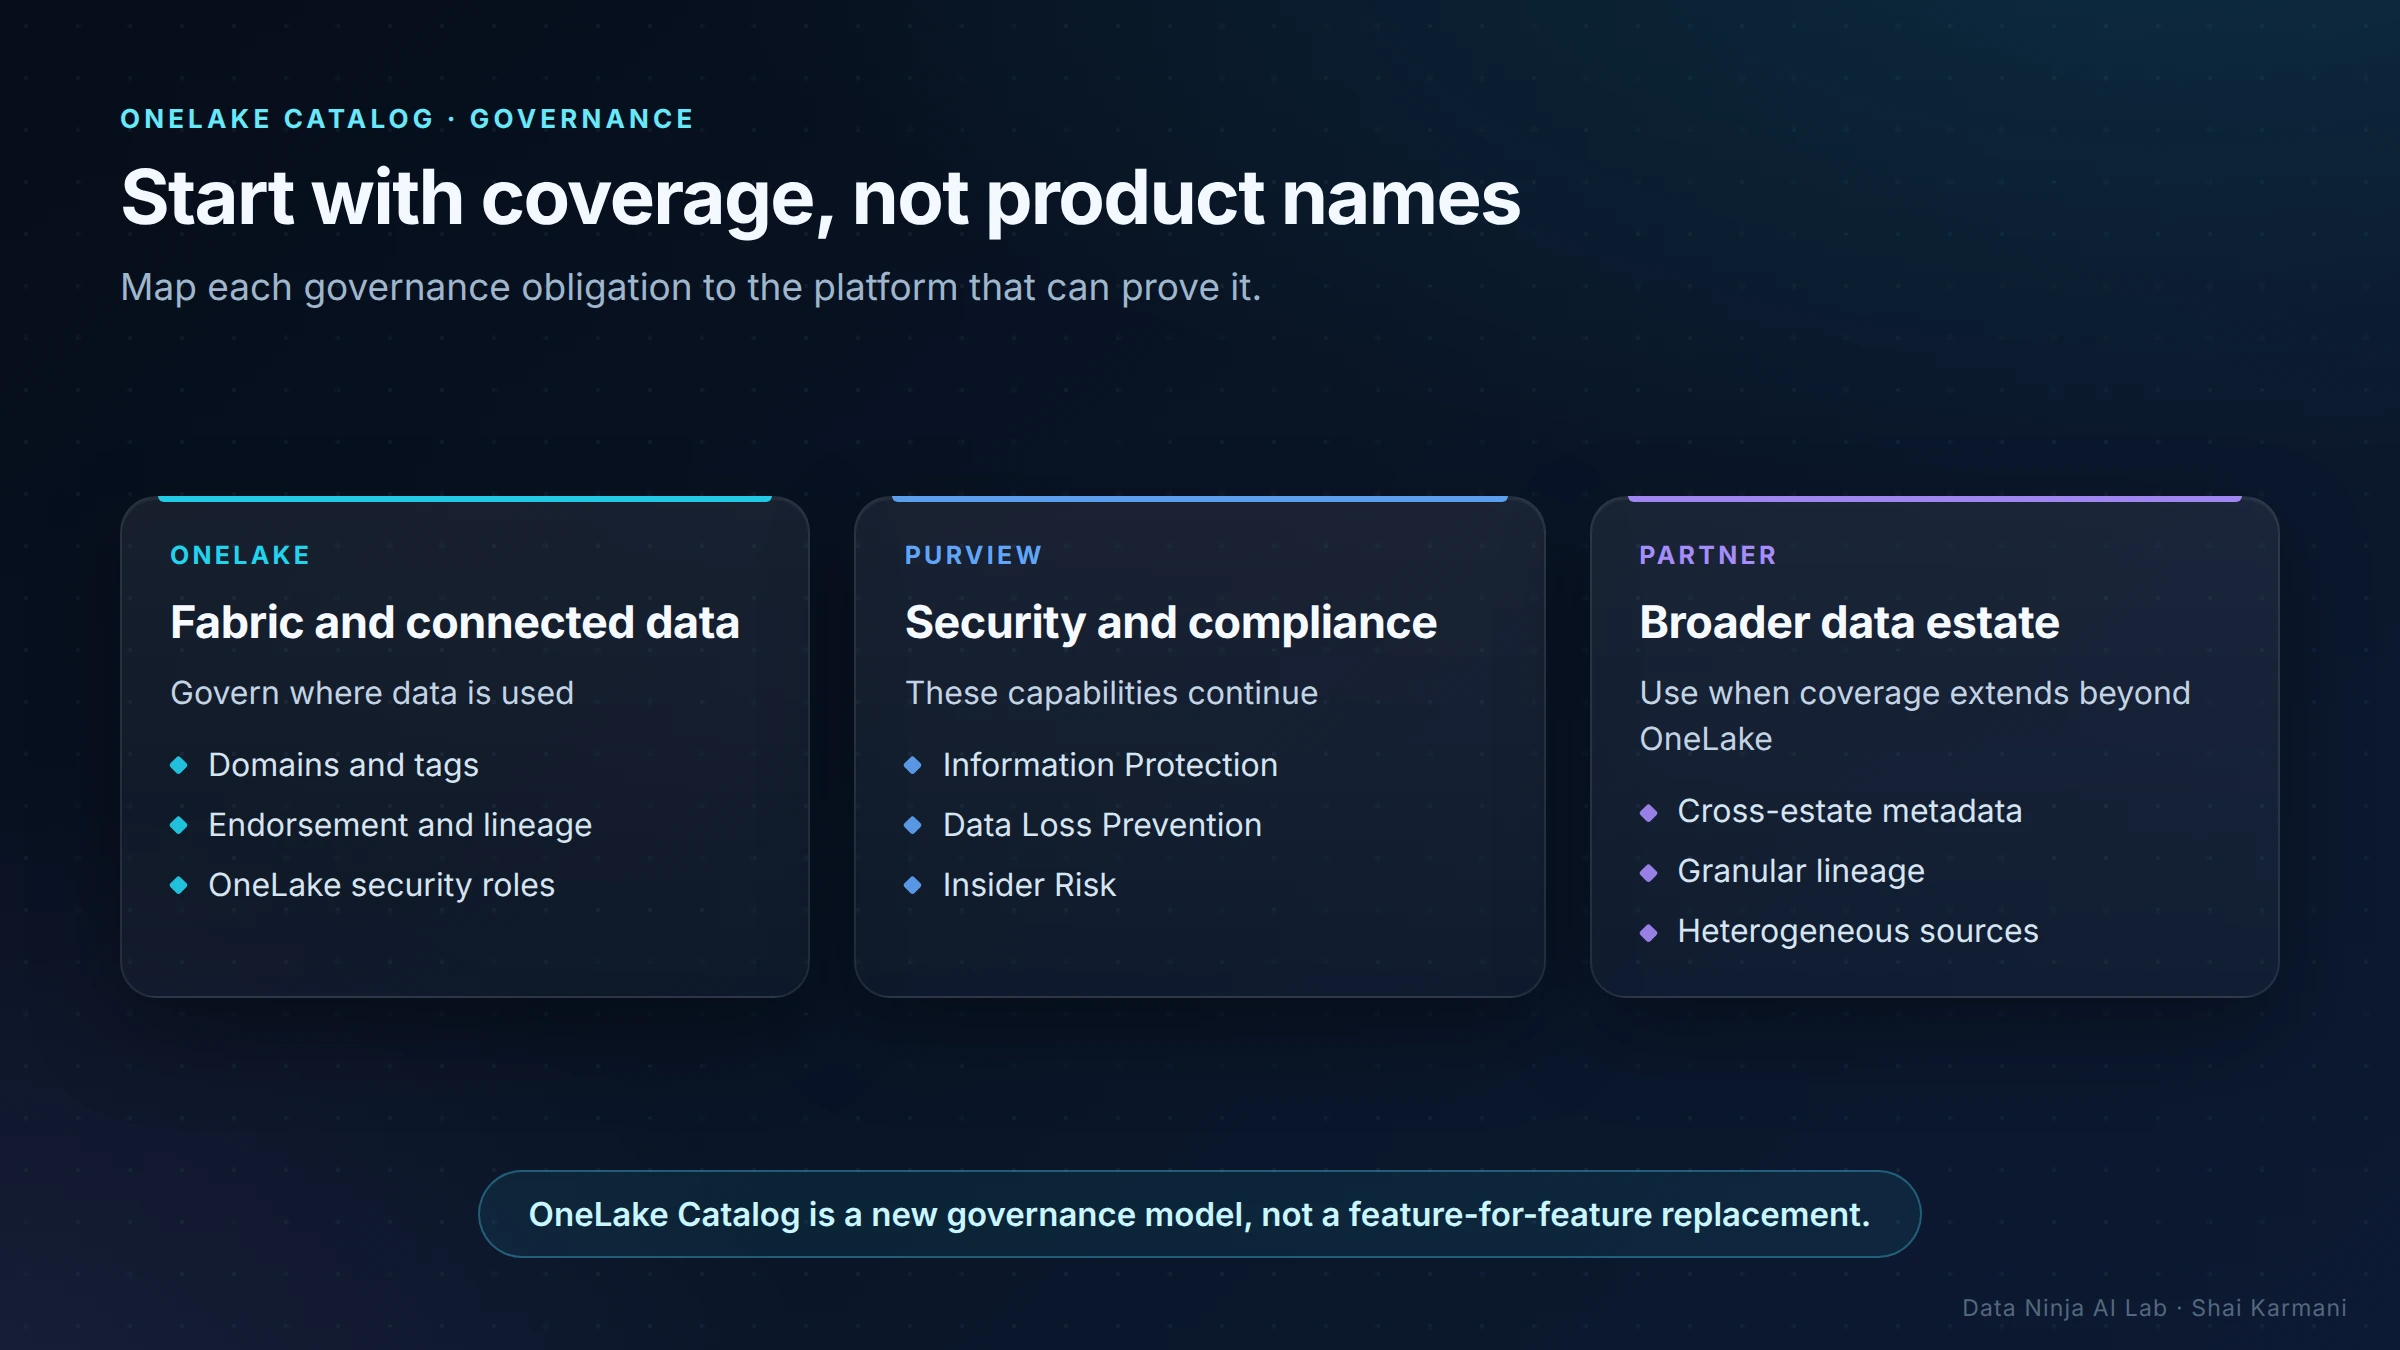 ONELAKE CATALOG · GOVERNANCE
Start with coverage, not product names
Map each governance obligation to the platform that can prove it.
ONELAKE
Fabric and connected data
Govern where data is used
Domains and tags
Endorsement and lineage
OneLake security roles
PURVIEW
Security and compliance
These capabilities continue
Information Protection
Data Loss Prevention
Insider Risk
PARTNER
Broader data estate
Use when coverage extends beyond
OneLake
Cross-estate metadata
Granular lineage
Heterogeneous sources
OneLake Catalog is a new governance model, not a feature-for-feature replacement.
Data Ninja AI Lab · Shai Karmani